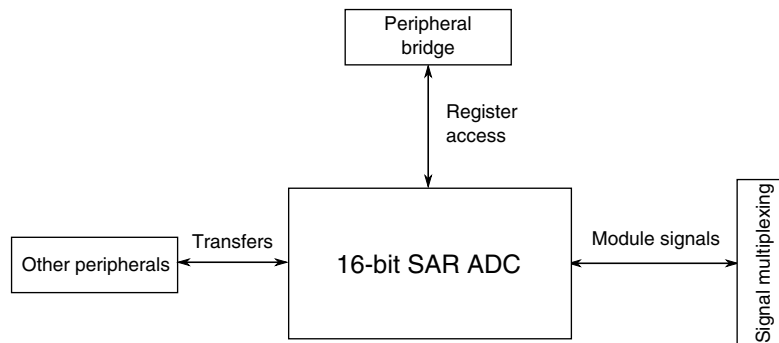 Peripheral
bridge
Register
access
Other peripherals
Transfers
16-bit SAR ADC
Module signals
Signal multiplexing